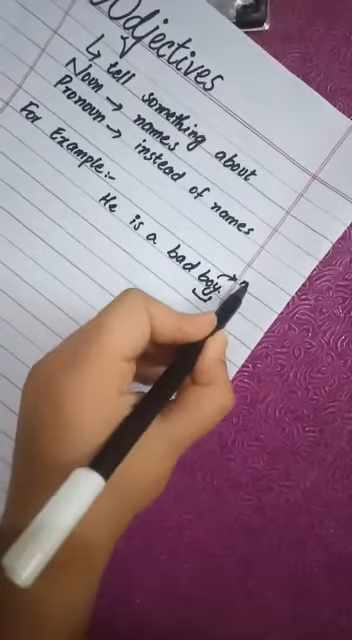 Adjectives
↳ tell something about
Noun → names
Pronoun → instead of names
For Example:-
He is a bad boy. →